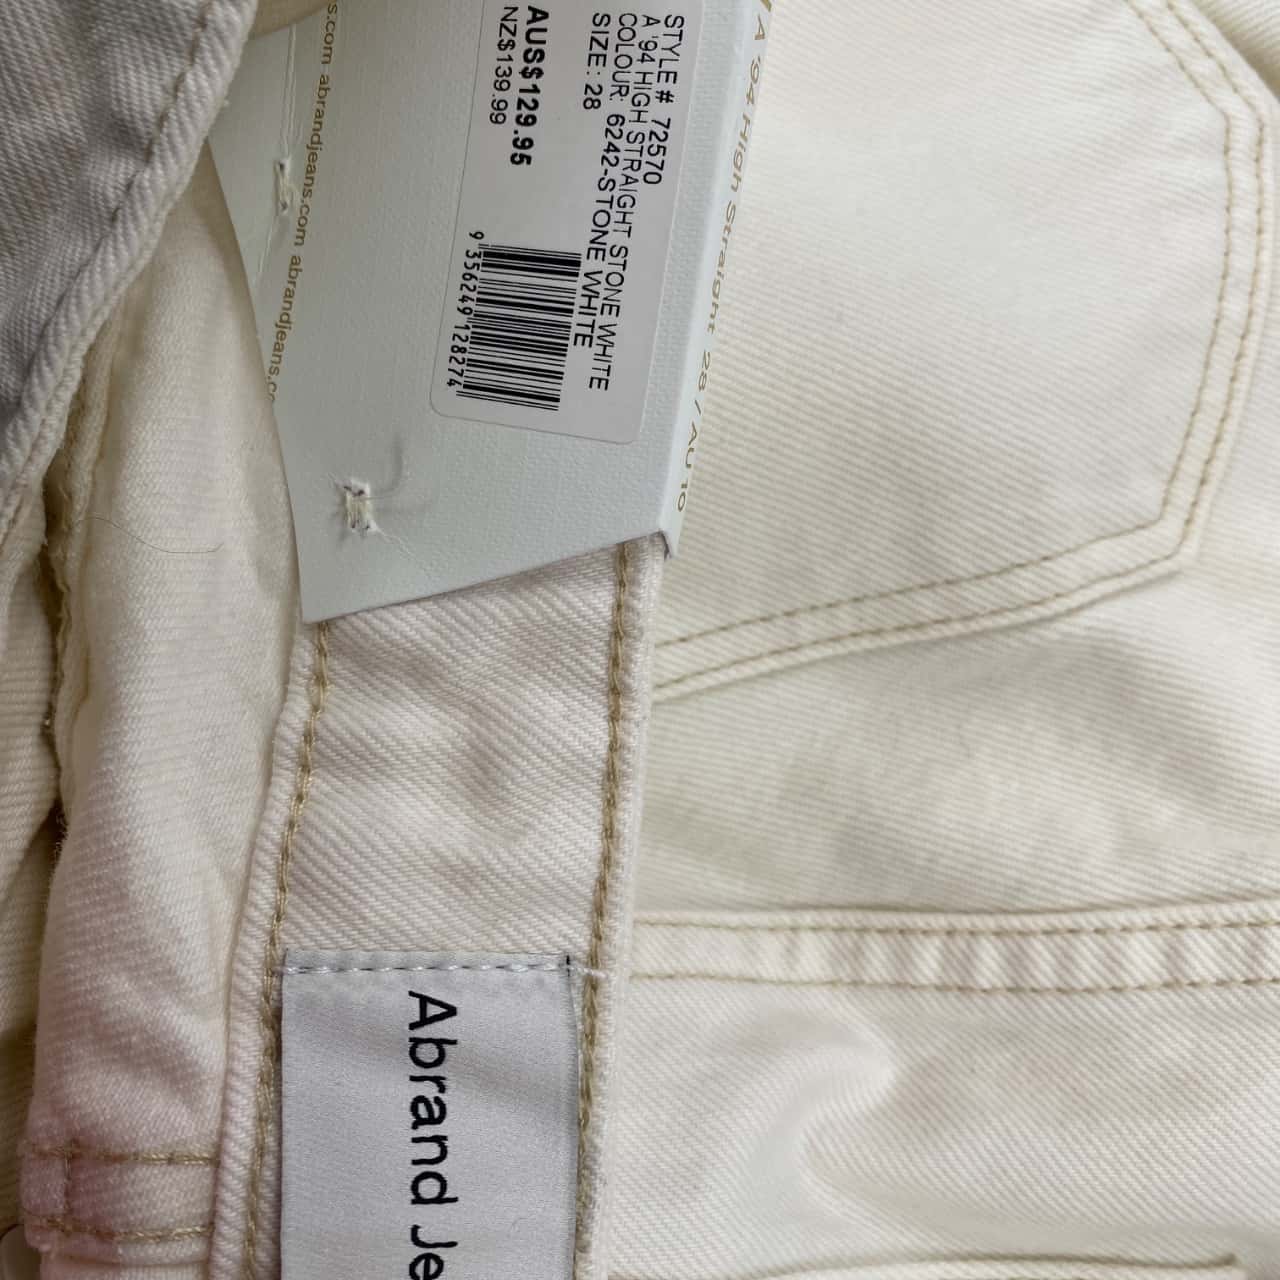 STYLE # 72570
A '94 HIGH STRAIGHT STONE WHITE
COLOUR: 6242-STONE WHITE
SIZE: 28
AUS$129.95
NZ$139.99
9 356249 128274
A '94 High Straight 28 / AU 10
s.com abrandjeans.com abrandjeans.c
Abrand Je